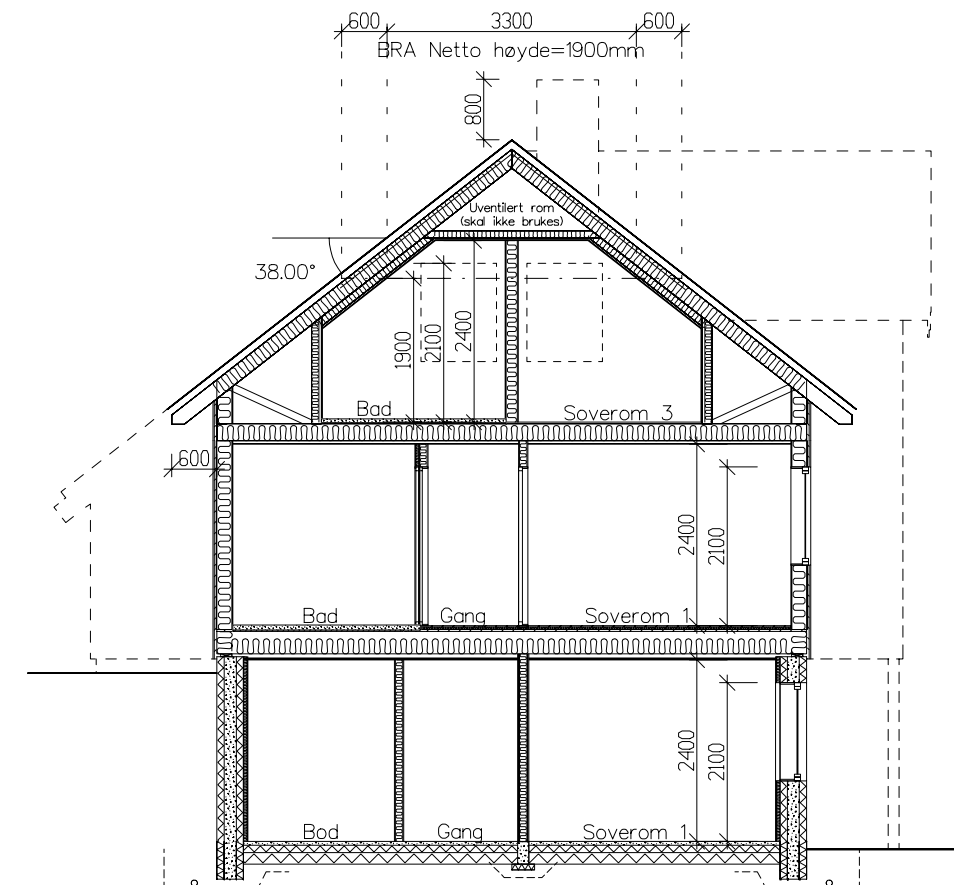 600 3300 600
BRA Netto høyde=1900mm
800
Uventilert rom
(skal ikke brukes)
38.00°
1900 2100 2400
Bad Soverom 3
600
2400 2100
Bad Gang Soverom 1
2400 2100
Bod Gang Soverom 1